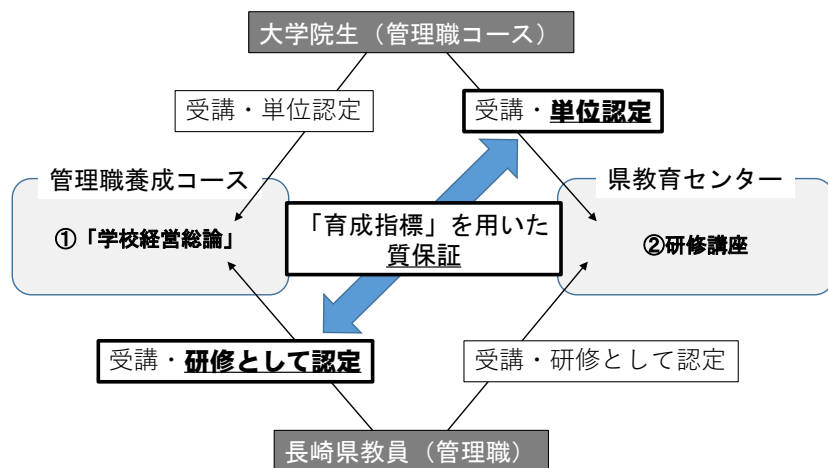 大学院生（管理職コース）
受講・単位認定
受講・単位認定
管理職養成コース
県教育センター
①「学校経営総論」
「育成指標」を用いた
質保証
②研修講座
受講・研修として認定
受講・研修として認定
長崎県教員（管理職）